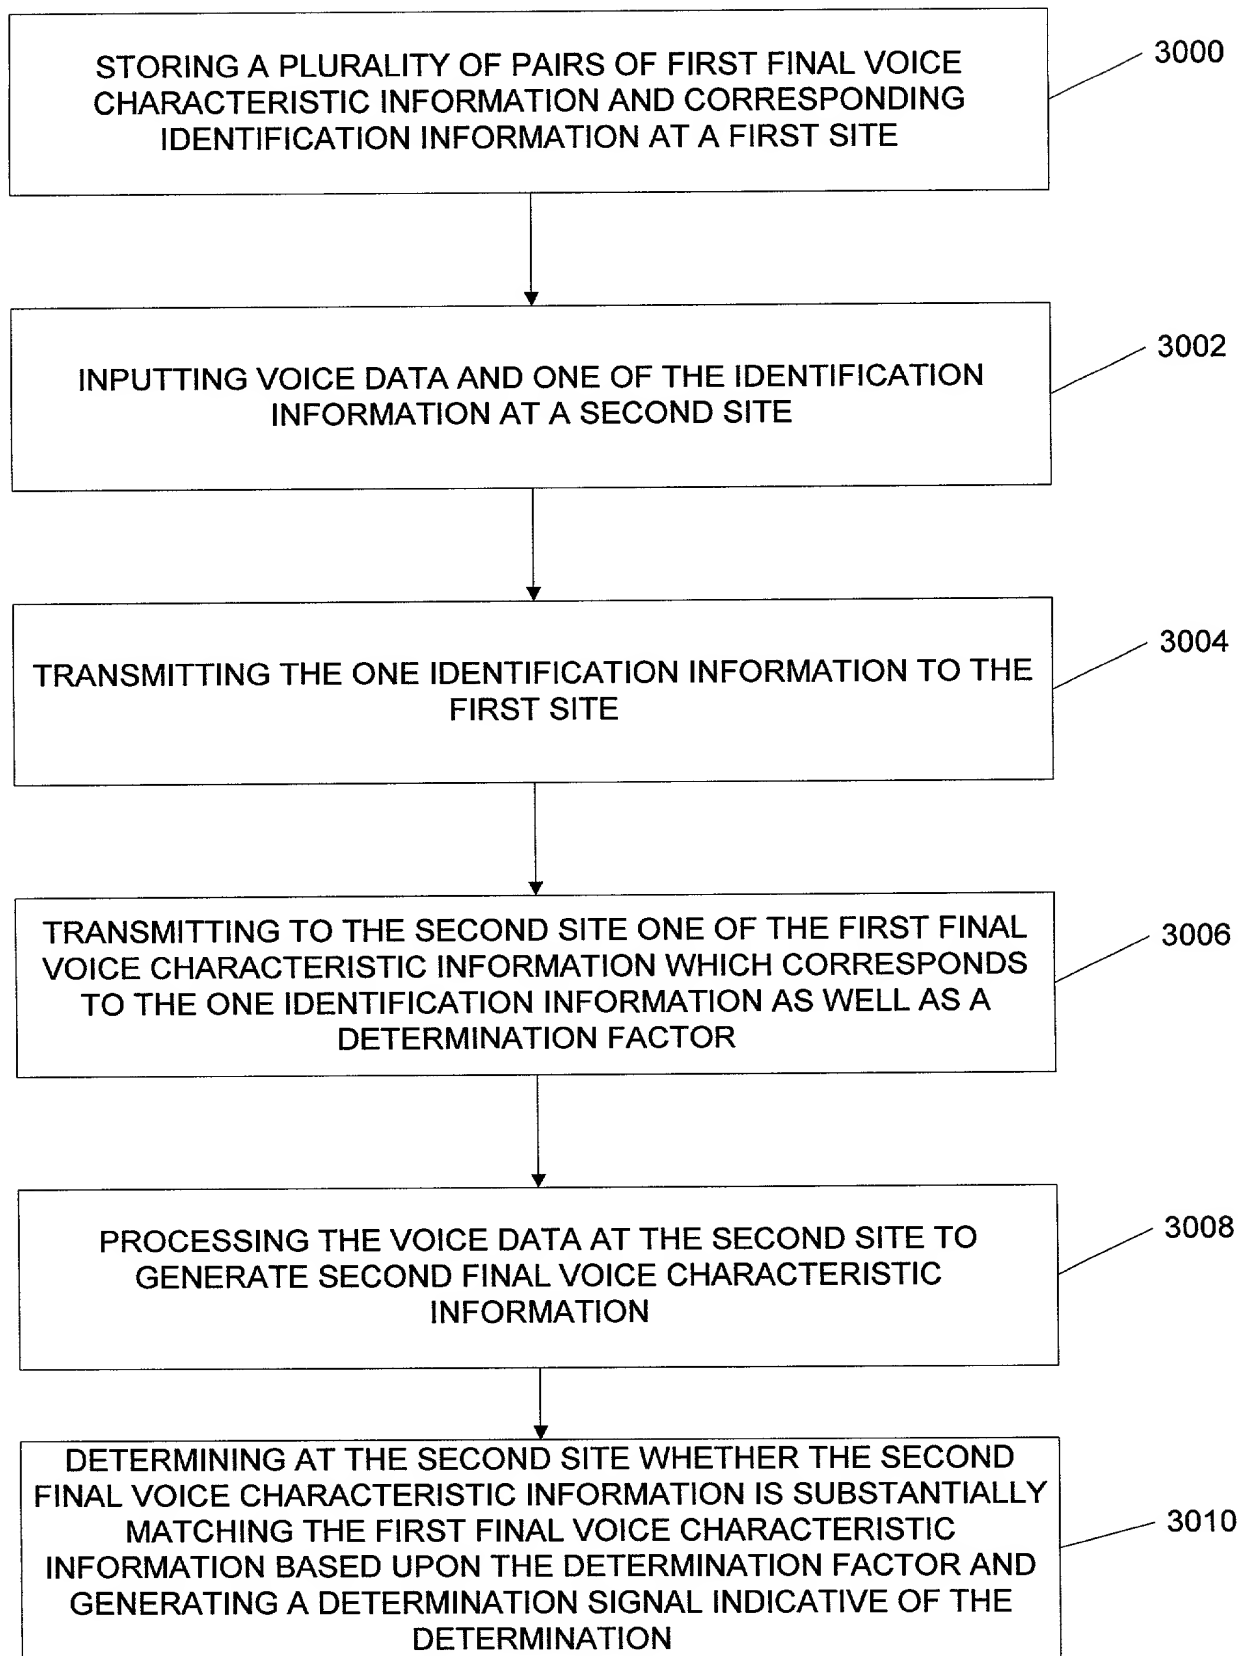 STORING A PLURALITY OF PAIRS OF FIRST FINAL VOICE
CHARACTERISTIC INFORMATION AND CORRESPONDING
IDENTIFICATION INFORMATION AT A FIRST SITE
3000
INPUTTING VOICE DATA AND ONE OF THE IDENTIFICATION
INFORMATION AT A SECOND SITE
3002
TRANSMITTING THE ONE IDENTIFICATION INFORMATION TO THE
FIRST SITE
3004
TRANSMITTING TO THE SECOND SITE ONE OF THE FIRST FINAL
VOICE CHARACTERISTIC INFORMATION WHICH CORRESPONDS
TO THE ONE IDENTIFICATION INFORMATION AS WELL AS A
DETERMINATION FACTOR
3006
PROCESSING THE VOICE DATA AT THE SECOND SITE TO
GENERATE SECOND FINAL VOICE CHARACTERISTIC
INFORMATION
3008
DETERMINING AT THE SECOND SITE WHETHER THE SECOND
FINAL VOICE CHARACTERISTIC INFORMATION IS SUBSTANTIALLY
MATCHING THE FIRST FINAL VOICE CHARACTERISTIC
INFORMATION BASED UPON THE DETERMINATION FACTOR AND
GENERATING A DETERMINATION SIGNAL INDICATIVE OF THE
DETERMINATION
3010